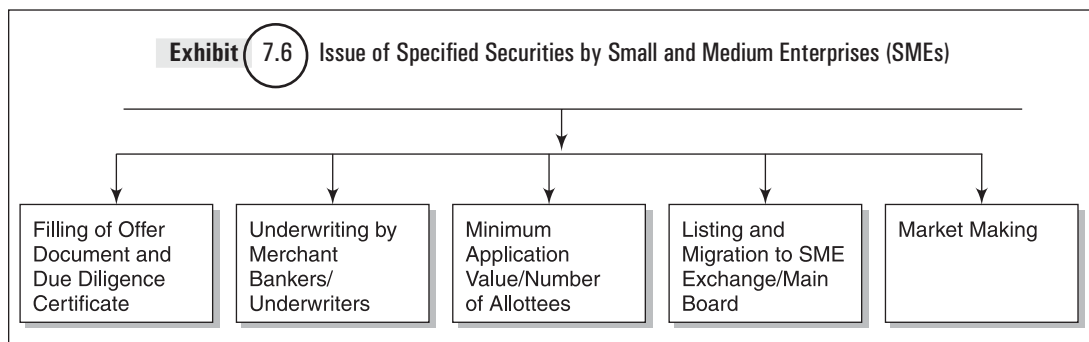 Exhibit 7.6 Issue of Specified Securities by Small and Medium Enterprises (SMEs)
Filling of Offer
Document and
Due Diligence
Certificate
Underwriting by
Merchant
Bankers/
Underwriters
Minimum
Application
Value/Number
of Allottees
Listing and
Migration to SME
Exchange/Main
Board
Market Making